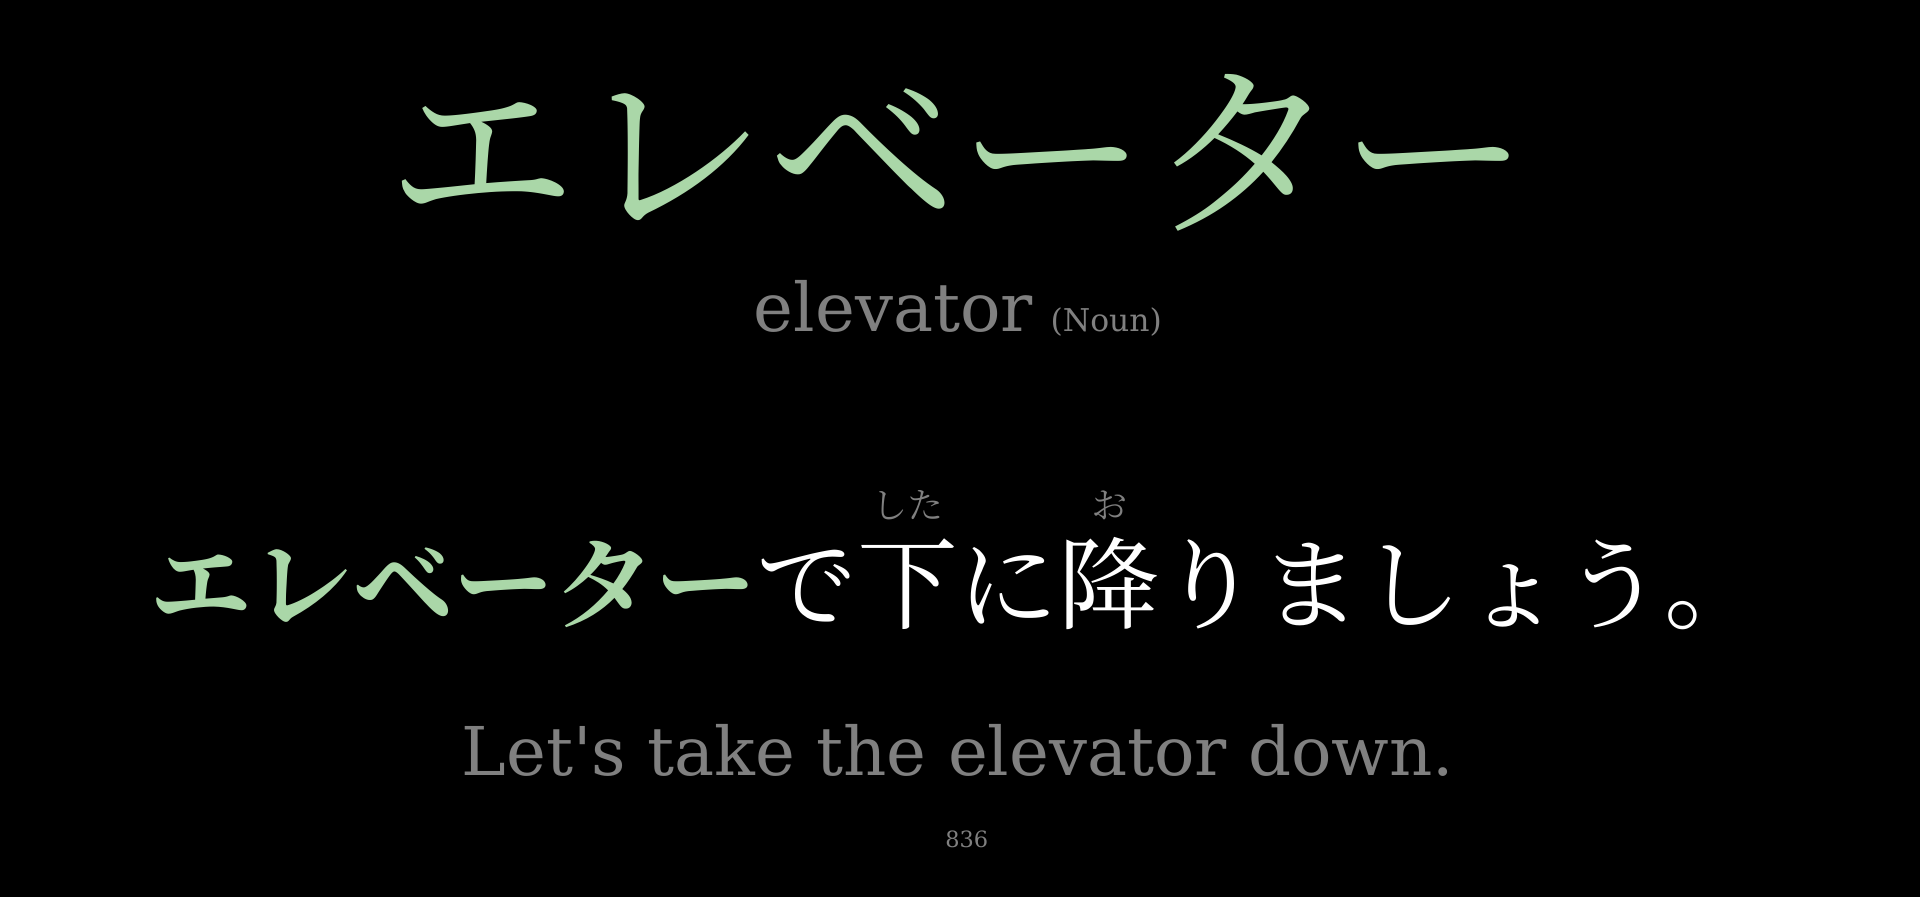 エレベーター
elevator (Noun)
した お
エレベーターで下に降りましょう。
Let's take the elevator down.
836